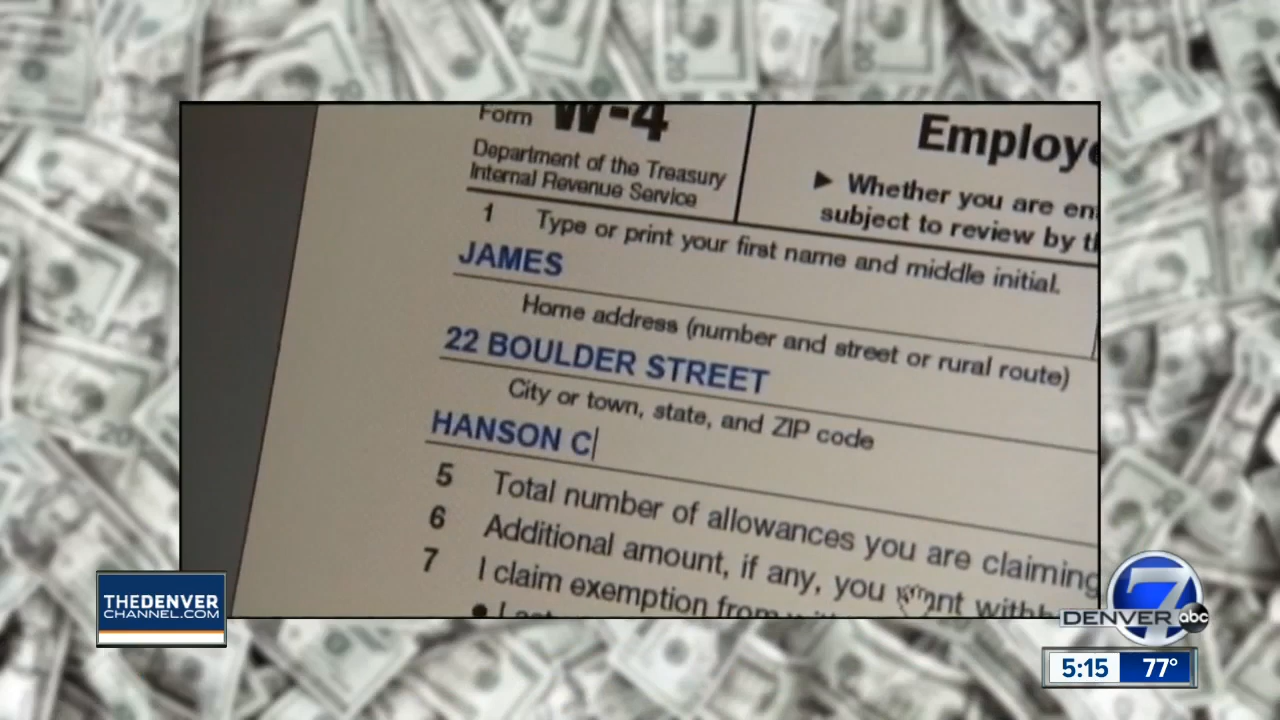 Form W-4
Department of the Treasury
Internal Revenue Service
Employe
▶ Whether you are en
subject to review by t
1 Type or print your first name and middle initial.
JAMES
Home address (number and street or rural route)
22 BOULDER STREET
City or town, state, and ZIP code
HANSON C
5 Total number of allowances you are claiming
6 Additional amount, if any, you want withh
7 I claim exemption from
THEDENVER
CHANNEL.COM
DENVER 7 abc
5:15 77°